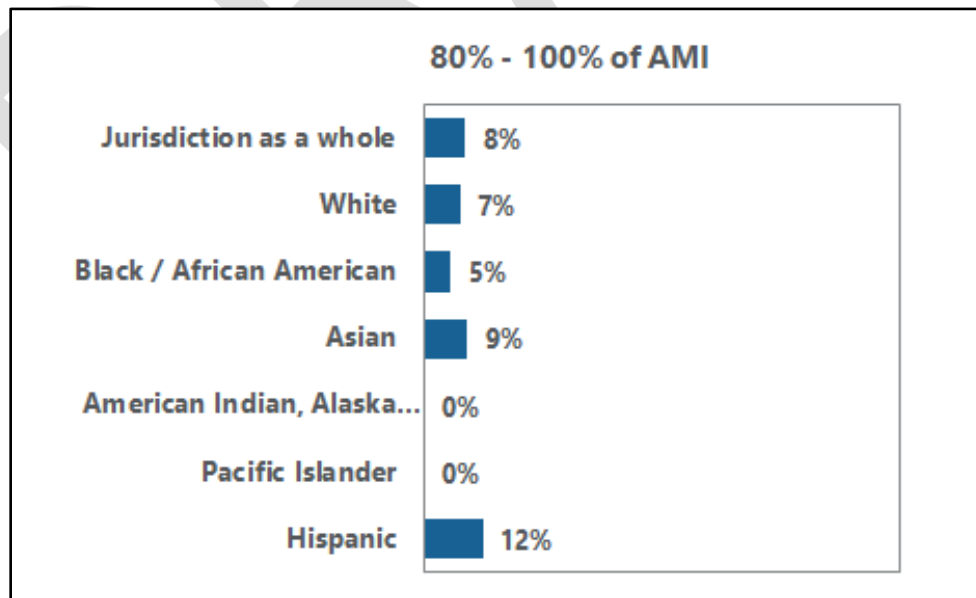 80% - 100% of AMI
Jurisdiction as a whole 8%
White 7%
Black / African American 5%
Asian 9%
American Indian, Alaska... 0%
Pacific Islander 0%
Hispanic 12%